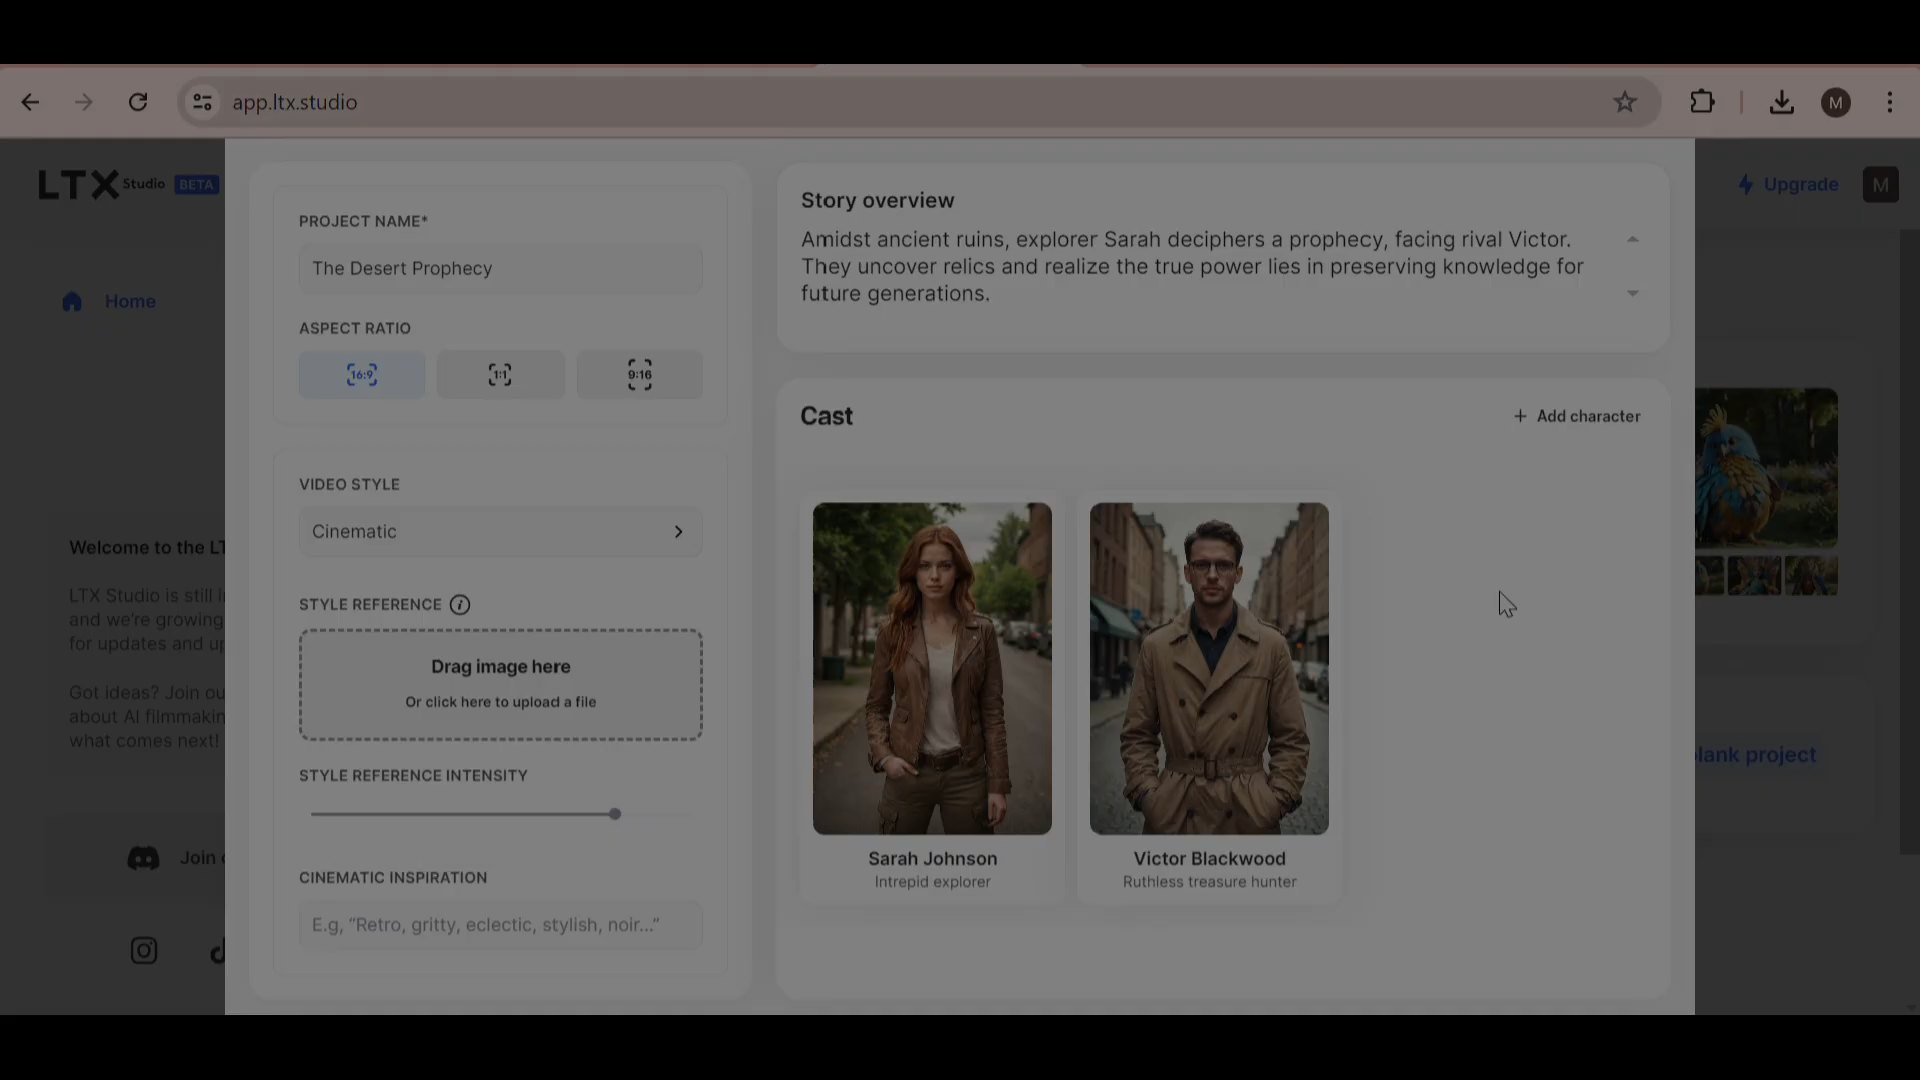 app.ltx.studio
M
LTX Studio BETA
Upgrade
M
Home
Welcome to the LT
LTX Studio is still i
and we're growing
for updates and up
Got ideas? Join ou
about AI filmmakin
what comes next!
Join
PROJECT NAME*
The Desert Prophecy
ASPECT RATIO
16:9
1:1
9:16
VIDEO STYLE
Cinematic
STYLE REFERENCE
Drag image here
Or click here to upload a file
STYLE REFERENCE INTENSITY
CINEMATIC INSPIRATION
E.g, "Retro, gritty, eclectic, stylish, noir..."
Story overview
Amidst ancient ruins, explorer Sarah deciphers a prophecy, facing rival Victor.
They uncover relics and realize the true power lies in preserving knowledge for
future generations.
Cast
+ Add character
Sarah Johnson
Intrepid explorer
Victor Blackwood
Ruthless treasure hunter
lank project